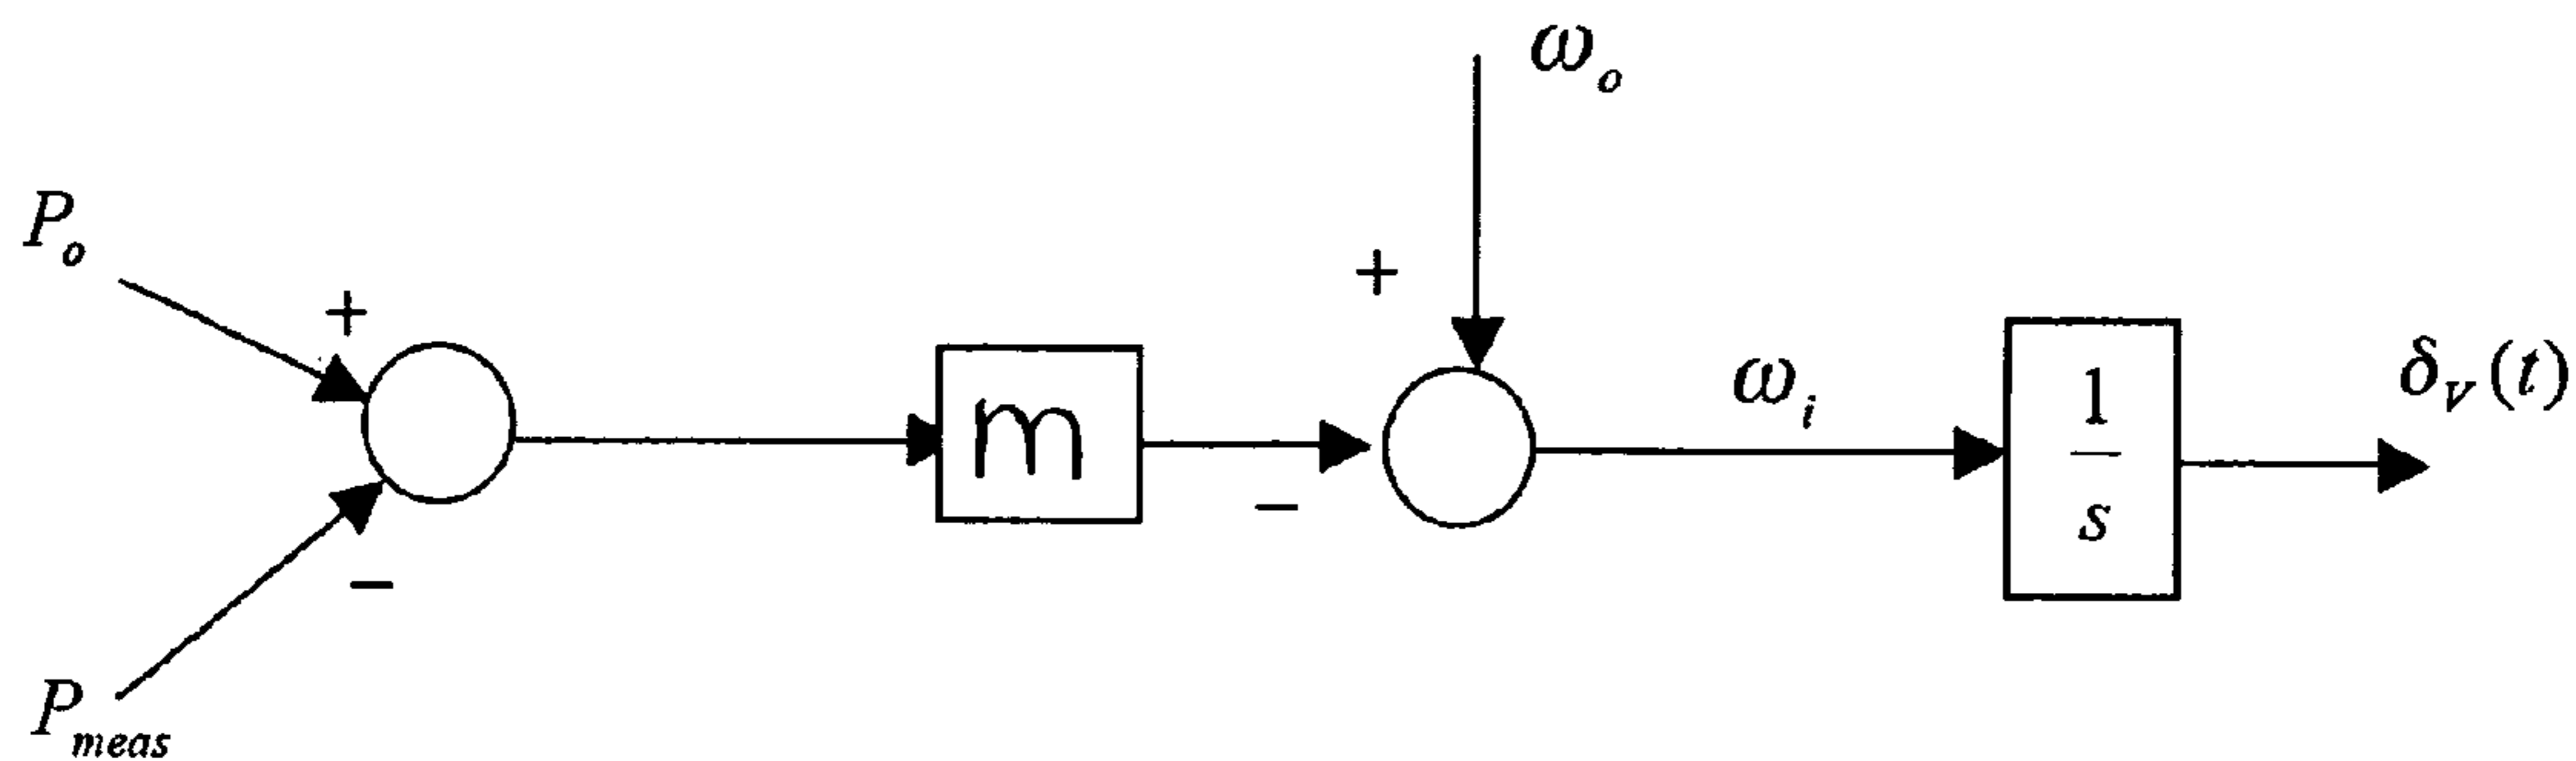 ω_o
P_o
+
+
m
−
ω_i
1/s
δ_V(t)
−
P_meas